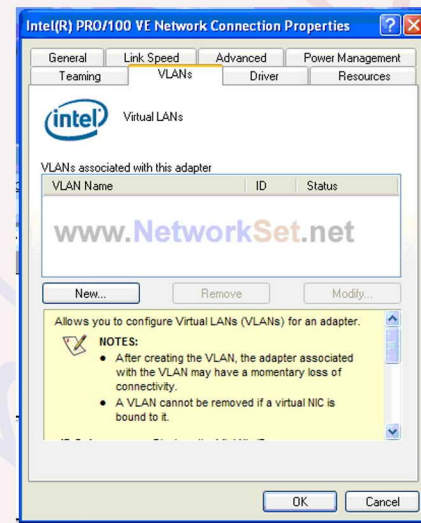 Intel(R) PRO/100 VE Network Connection Properties
General Link Speed Advanced Power Management
Teaming VLANs Driver Resources
intel Virtual LANs
VLANs associated with this adapter
VLAN Name ID Status
www.NetworkSet.net
New... Remove Modify...
Allows you to configure Virtual LANs (VLANs) for an adapter.
NOTES:
• After creating the VLAN, the adapter associated
with the VLAN may have a momentary loss of
connectivity.
• A VLAN cannot be removed if a virtual NIC is
bound to it.
OK Cancel